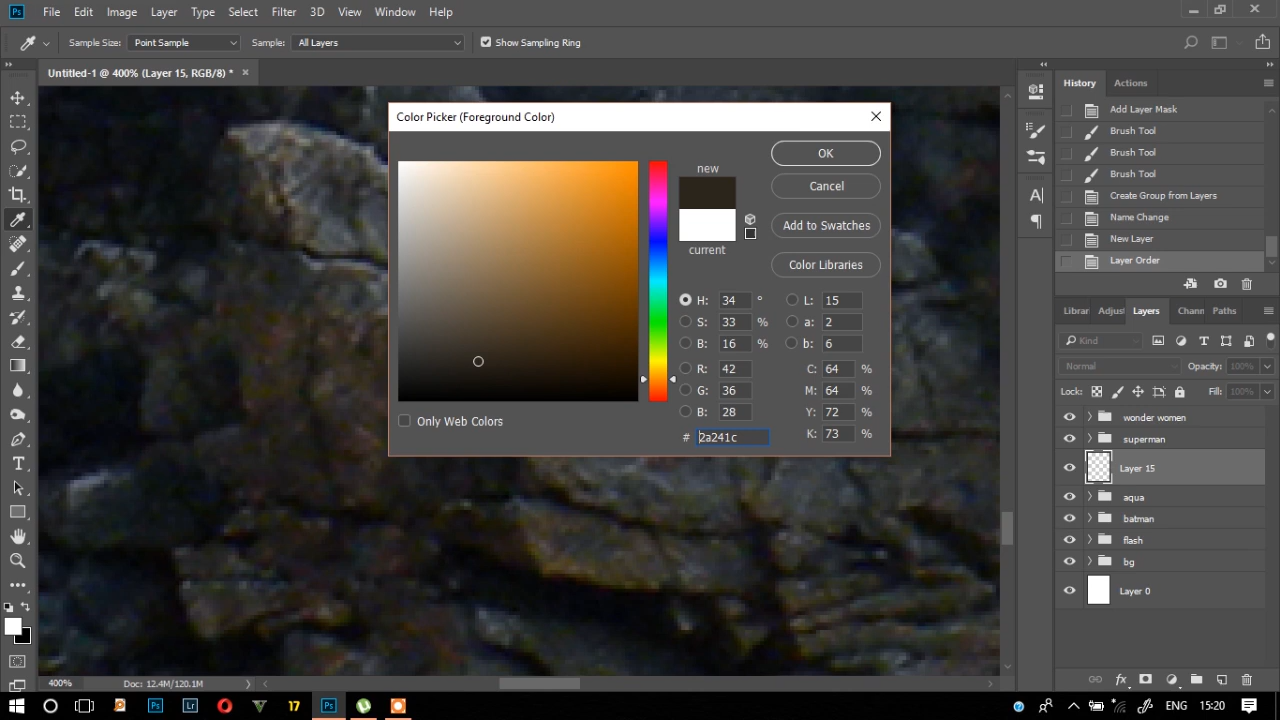 Ps File Edit Image Layer Type Select Filter 3D View Window Help
Sample Size: Point Sample Sample: All Layers Show Sampling Ring
Untitled-1 @ 400% (Layer 15, RGB/8) *
History Actions
Add Layer Mask
Brush Tool
Brush Tool
Brush Tool
Create Group from Layers
Name Change
New Layer
Layer Order
Color Picker (Foreground Color)
new
current
OK
Cancel
Add to Swatches
Color Libraries
H: 34 ° L: 15
S: 33 % a: 2
B: 16 % b: 6
R: 42 C: 64 %
G: 36 M: 64 %
B: 28 Y: 72 %
# 2a241c K: 73 %
Only Web Colors
Librar Adjus Layers Chann Paths
Kind
Normal Opacity: 100%
Lock: Fill: 100%
wonder women
superman
Layer 15
aqua
batman
flash
bg
Layer 0
400% Doc: 12.4M/120.1M
Ps Lr 17 Ps ENG 15:20